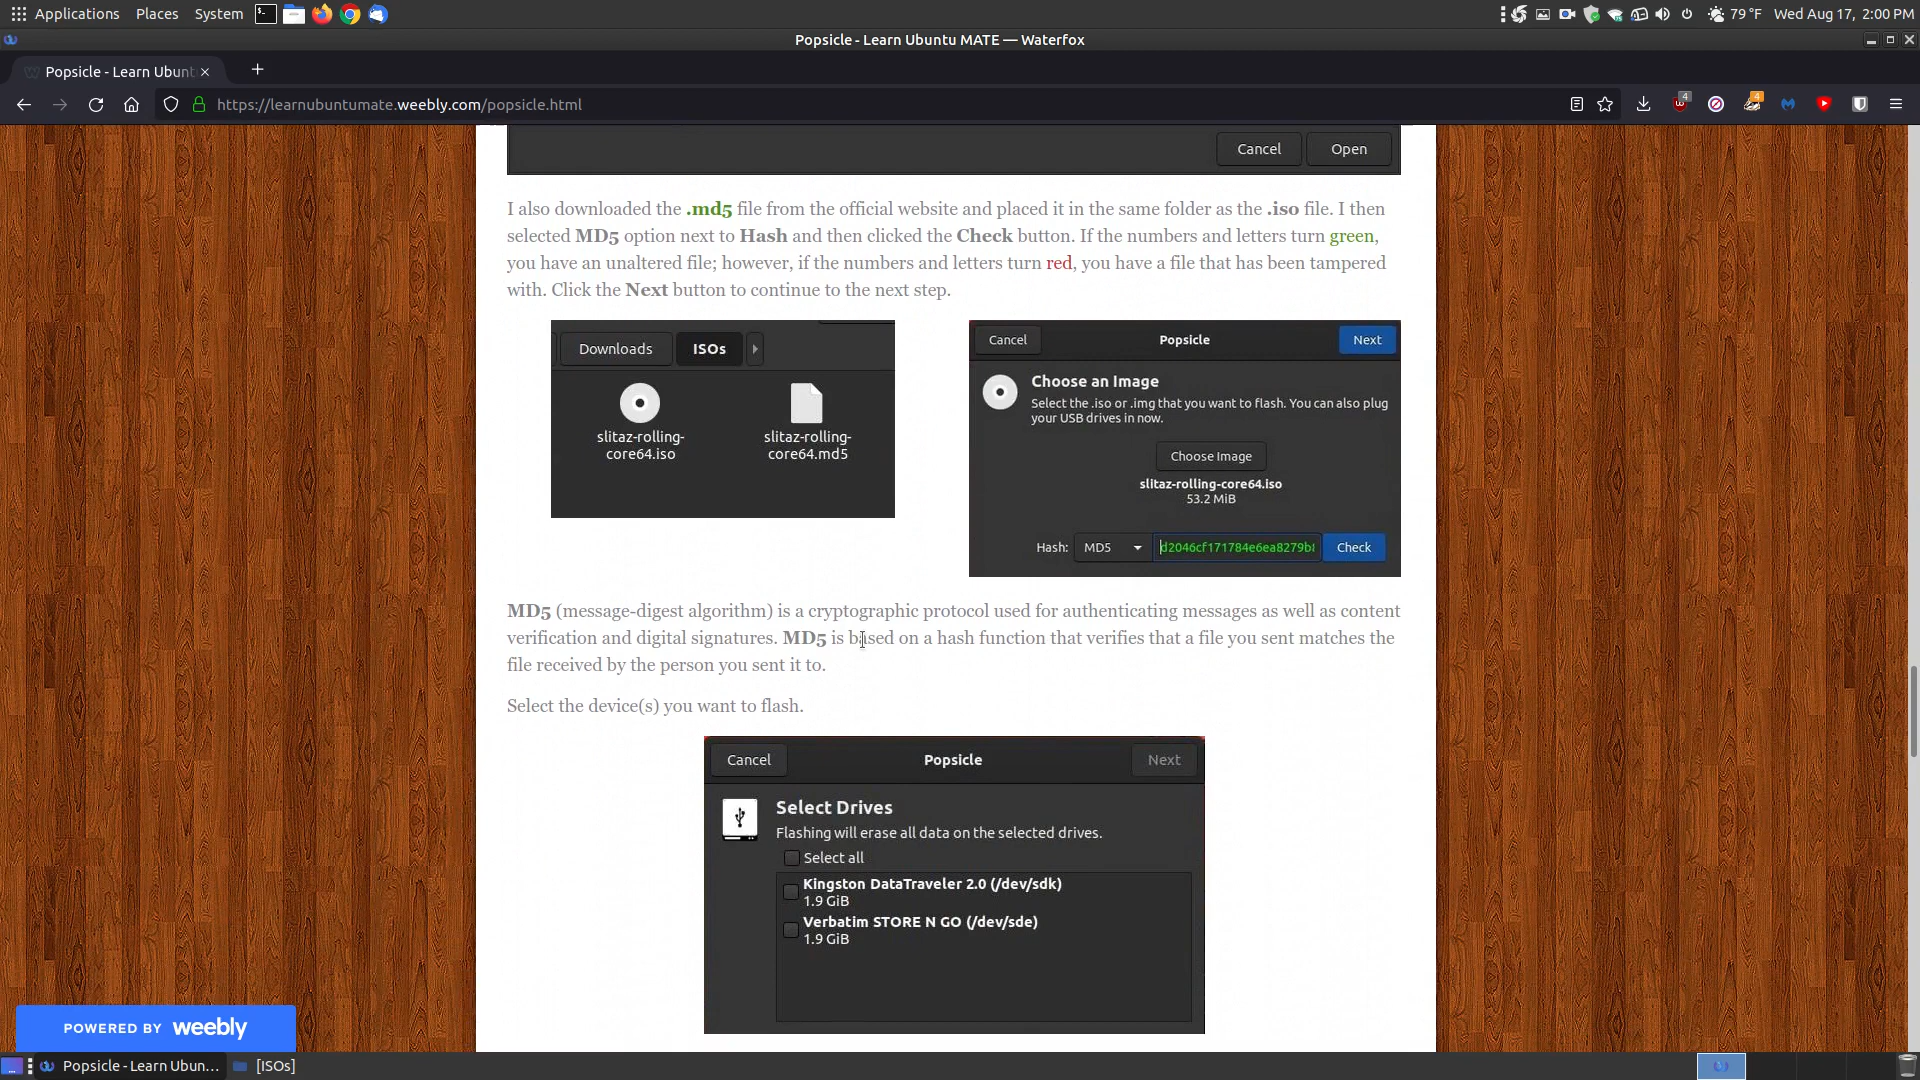 Applications Places System
79 °F Wed Aug 17, 2:00 PM
Popsicle - Learn Ubuntu MATE — Waterfox
Popsicle - Learn Ubunt
https://learnubuntumate.weebly.com/popsicle.html
4
4
Cancel Open
I also downloaded the .md5 file from the official website and placed it in the same folder as the .iso file. I then
selected MD5 option next to Hash and then clicked the Check button. If the numbers and letters turn green,
you have an unaltered file; however, if the numbers and letters turn red, you have a file that has been tampered
with. Click the Next button to continue to the next step.
Downloads ISOs
slitaz-rolling-
core64.iso
slitaz-rolling-
core64.md5
Cancel Popsicle Next
Choose an Image
Select the .iso or .img that you want to flash. You can also plug
your USB drives in now.
Choose Image
slitaz-rolling-core64.iso
53.2 MiB
Hash: MD5 d2046cf171784e6ea8279b Check
MD5 (message-digest algorithm) is a cryptographic protocol used for authenticating messages as well as content
verification and digital signatures. MD5 is based on a hash function that verifies that a file you sent matches the
file received by the person you sent it to.
Select the device(s) you want to flash.
Cancel Popsicle Next
Select Drives
Flashing will erase all data on the selected drives.
Select all
Kingston DataTraveler 2.0 (/dev/sdk)
1.9 GiB
Verbatim STORE N GO (/dev/sde)
1.9 GiB
POWERED BY weebly
Popsicle - Learn Ubun... [ISOs]